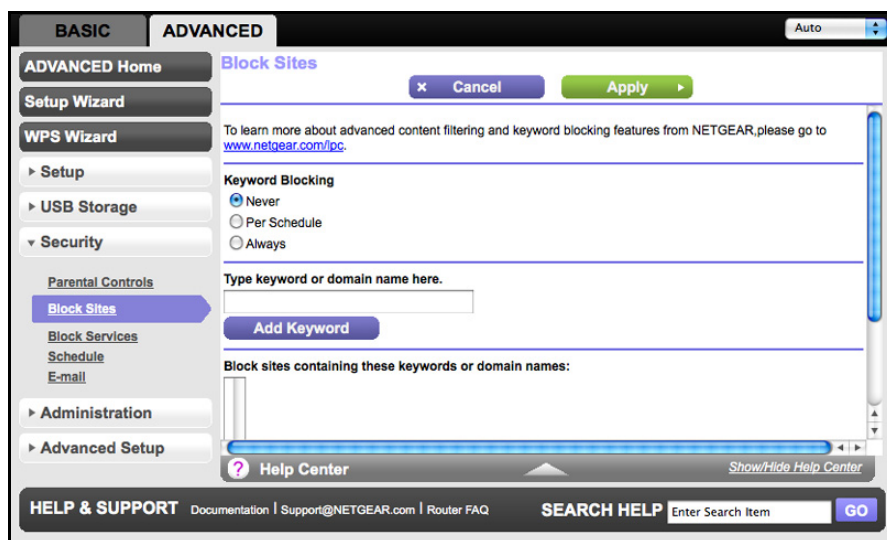 BASIC
ADVANCED
Auto
ADVANCED Home
Setup Wizard
WPS Wizard
Setup
USB Storage
Security
Parental Controls
Block Sites
Block Services
Schedule
E-mail
Administration
Advanced Setup
Block Sites
× Cancel
Apply
To learn more about advanced content filtering and keyword blocking features from NETGEAR,please go to
www.netgear.com/lpc.
Keyword Blocking
Never
Per Schedule
Always
Type keyword or domain name here.
Add Keyword
Block sites containing these keywords or domain names:
? Help Center
Show/Hide Help Center
HELP & SUPPORT Documentation | Support@NETGEAR.com | Router FAQ
SEARCH HELP Enter Search Item GO